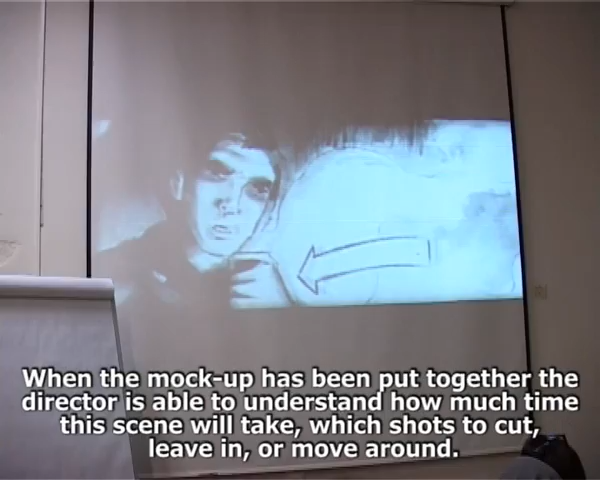 When the mock-up has been put together the
director is able to understand how much time
this scene will take, which shots to cut,
leave in, or move around.